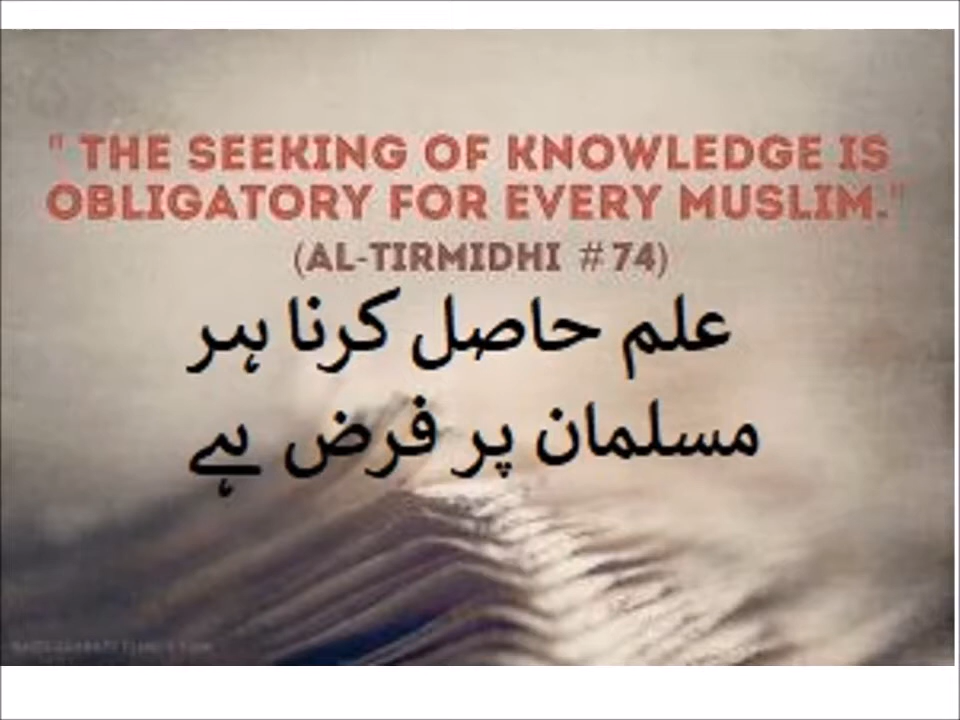 " THE SEEKING OF KNOWLEDGE IS
OBLIGATORY FOR EVERY MUSLIM."
(AL-TIRMIDHI #74)
علم حاصل کرنا ہر
مسلمان پر فرض ہے